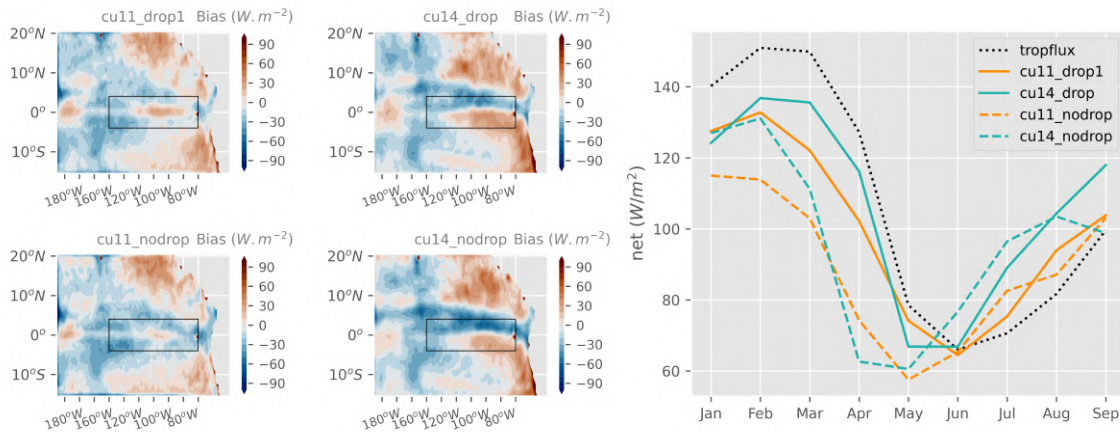 cu11_drop1 Bias (W.m⁻²)
20°N
10°N
0°
10°S
180°W
160°W
140°W
120°W
100°W
80°W
90
60
30
0
−30
−60
−90
cu14_drop Bias (W.m⁻²)
20°N
10°N
0°
10°S
180°W
160°W
140°W
120°W
100°W
80°W
90
60
30
0
−30
−60
−90
cu11_nodrop Bias (W.m⁻²)
20°N
10°N
0°
10°S
180°W
160°W
140°W
120°W
100°W
80°W
90
60
30
0
−30
−60
−90
cu14_nodrop Bias (W.m⁻²)
20°N
10°N
0°
10°S
180°W
160°W
140°W
120°W
100°W
80°W
90
60
30
0
−30
−60
−90
net (W/m²)
140
120
100
80
60
tropflux
cu11_drop1
cu14_drop
cu11_nodrop
cu14_nodrop
Jan Feb Mar Apr May Jun Jul Aug Sep